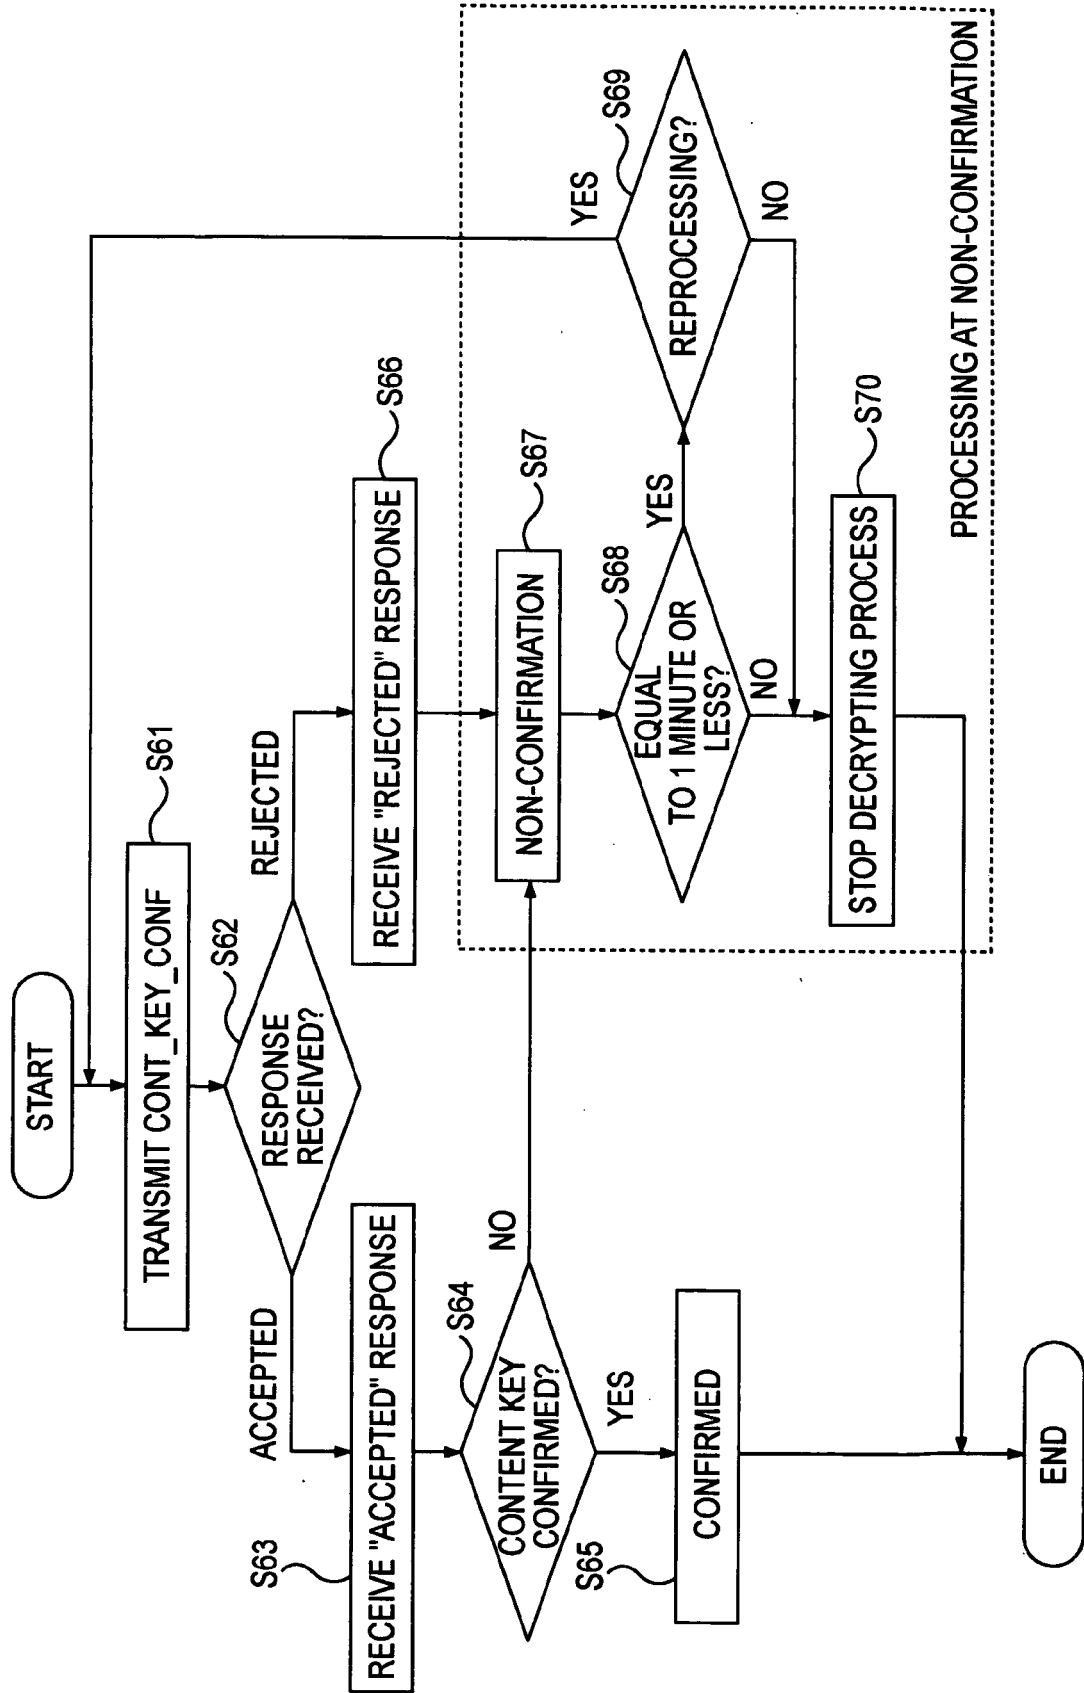 START
TRANSMIT CONT_KEY_CONF
S61
RESPONSE
RECEIVED?
S62
ACCEPTED
REJECTED
S63
RECEIVE "ACCEPTED" RESPONSE
RECEIVE "REJECTED" RESPONSE
S66
CONTENT KEY
CONFIRMED?
S64
NO
YES
S65
CONFIRMED
NON-CONFIRMATION
S67
EQUAL
TO 1 MINUTE OR
LESS?
S68
YES
NO
REPROCESSING?
S69
YES
NO
STOP DECRYPTING PROCESS
S70
PROCESSING AT NON-CONFIRMATION
END